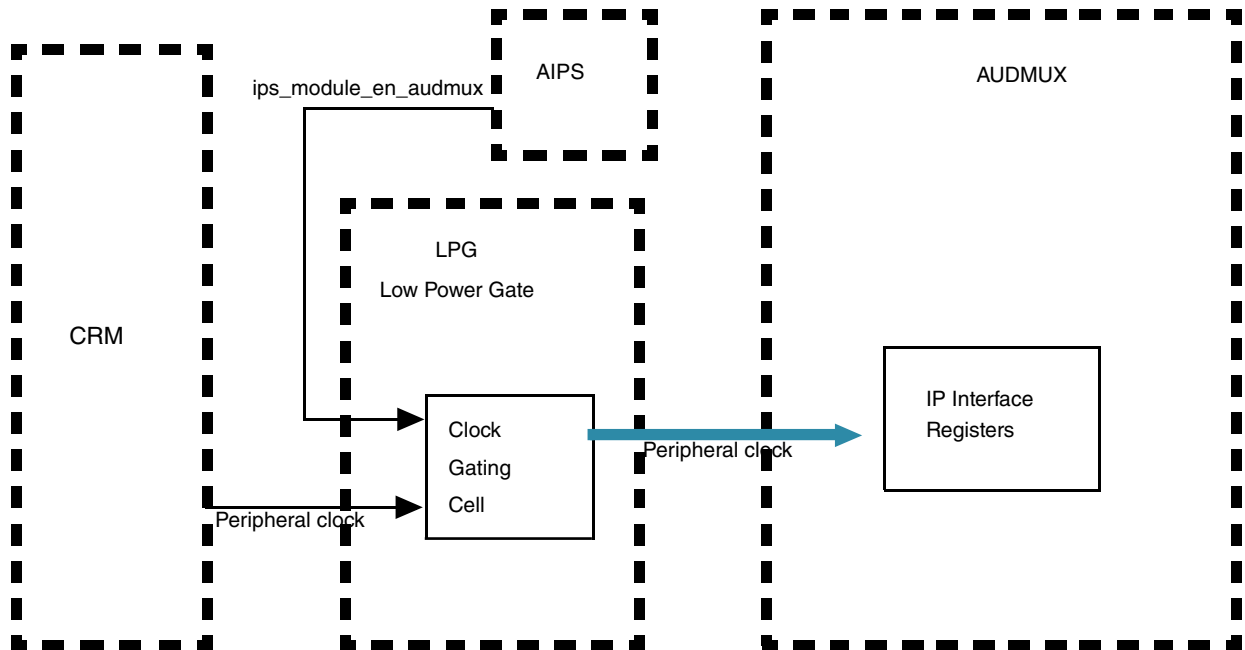 AIPS
AUDMUX
ips_module_en_audmux
LPG
Low Power Gate
CRM
Clock
Gating
Cell
Peripheral clock
Peripheral clock
IP Interface
Registers